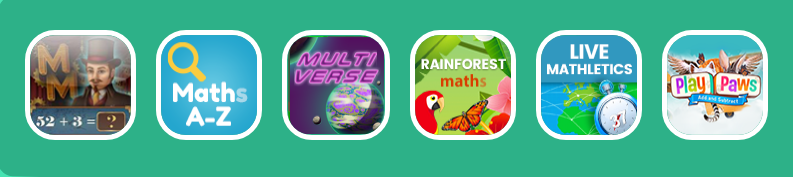 M
M
52 + 3 = ?
Maths
A-Z
MULTI
VERSE
RAINFOREST
maths
LIVE
MATHLETICS
Play Paws
Add and Subtract